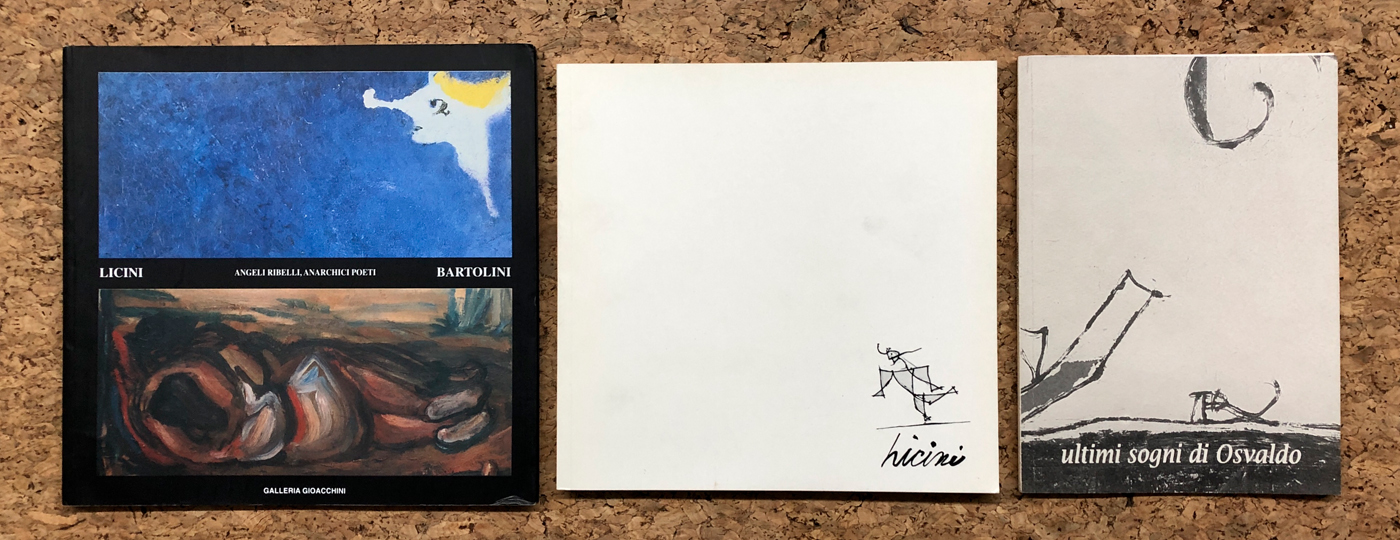 LICINI
ANGELI RIBELLI, ANARCHICI POETI
BARTOLINI
GALLERIA GIOACCHINI
Licini
ultimi sogni di Osvaldo